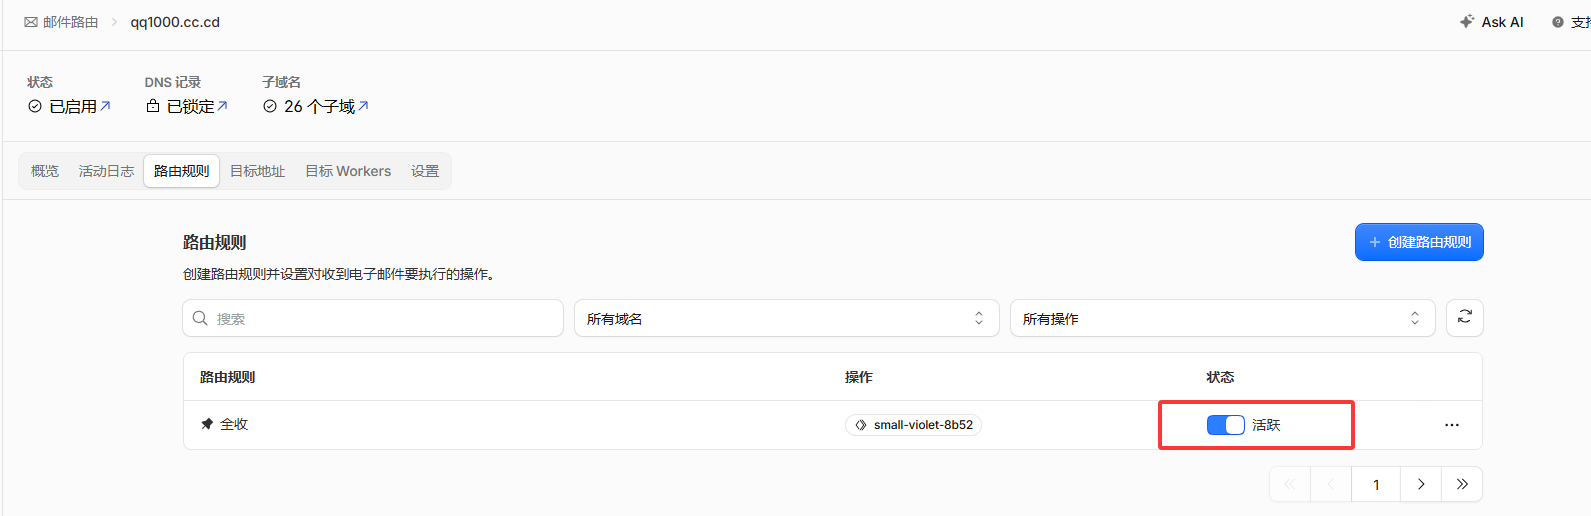 邮件路由 > qq1000.cc.cd
Ask AI
状态 DNS 记录 子域名
已启用 已锁定 26 个子域
概览 活动日志 路由规则 目标地址 目标 Workers 设置
路由规则
+ 创建路由规则
创建路由规则并设置对收到电子邮件要执行的操作。
搜索 所有域名 所有操作
路由规则 操作 状态
全收 small-violet-8b52 活跃 ...
1